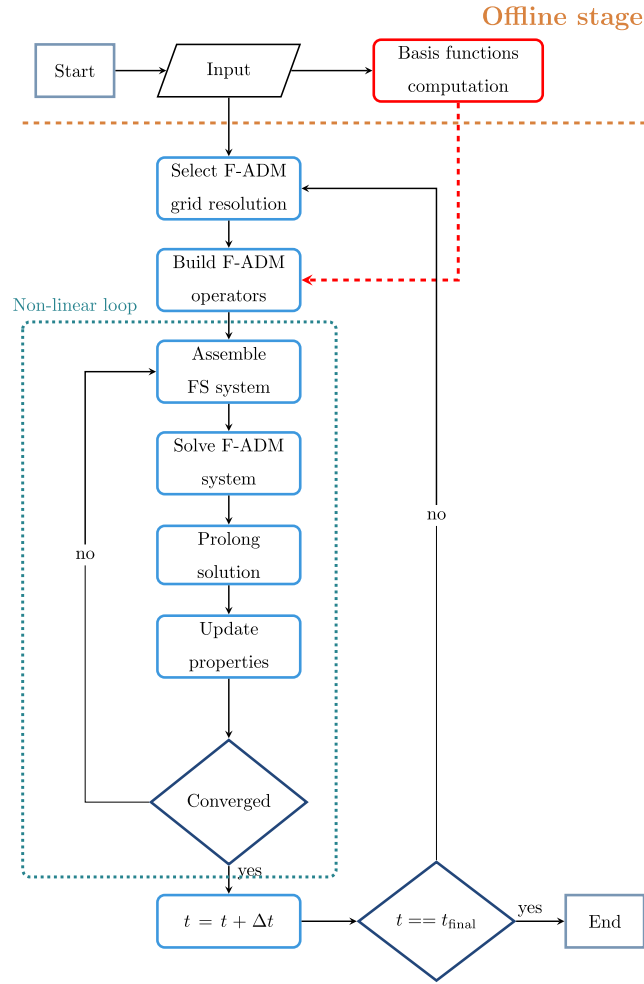 Offline stage
Start
Input
Basis functions
computation
Select F-ADM
grid resolution
Build F-ADM
operators
Non-linear loop
Assemble
FS system
Solve F-ADM
system
no
no
Prolong
solution
Update
properties
Converged
yes
t = t + Δt
t == t_final
yes
End